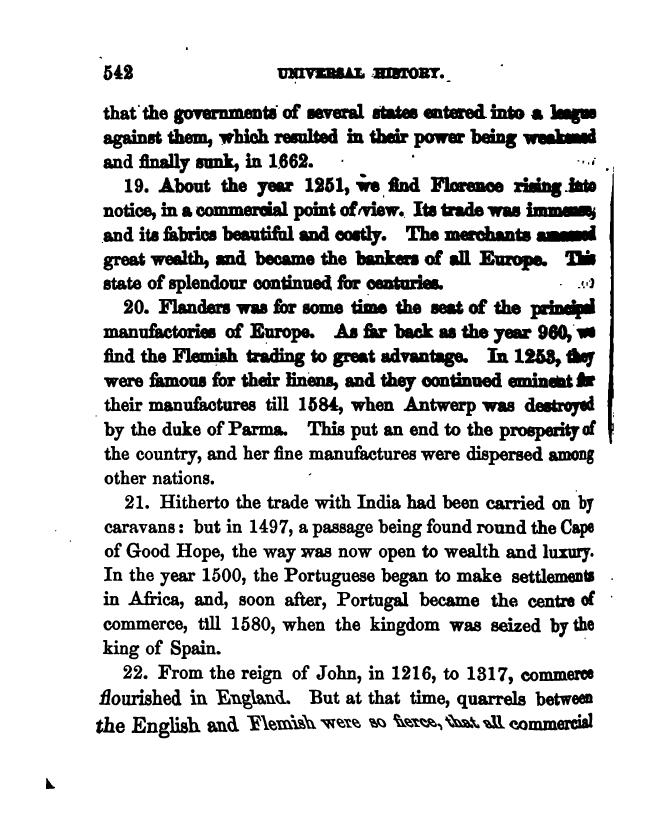 542 UNIVERSAL HISTORY.
that the governments of several states entered into a league
against them, which resulted in their power being weakened
and finally sunk, in 1662.
19. About the year 1251, we find Florence rising into
notice, in a commercial point of view. Its trade was immense,
and its fabrics beautiful and costly. The merchants amassed
great wealth, and became the bankers of all Europe. This
state of splendour continued for centuries.
20. Flanders was for some time the seat of the principal
manufactories of Europe. As far back as the year 960, we
find the Flemish trading to great advantage. In 1253, they
were famous for their linens, and they continued eminent for
their manufactures till 1584, when Antwerp was destroyed
by the duke of Parma. This put an end to the prosperity of
the country, and her fine manufactures were dispersed among
other nations.
21. Hitherto the trade with India had been carried on by
caravans: but in 1497, a passage being found round the Cape
of Good Hope, the way was now open to wealth and luxury.
In the year 1500, the Portuguese began to make settlements
in Africa, and, soon after, Portugal became the centre of
commerce, till 1580, when the kingdom was seized by the
king of Spain.
22. From the reign of John, in 1216, to 1317, commerce
flourished in England. But at that time, quarrels between
the English and Flemish were so fierce, that all commercial